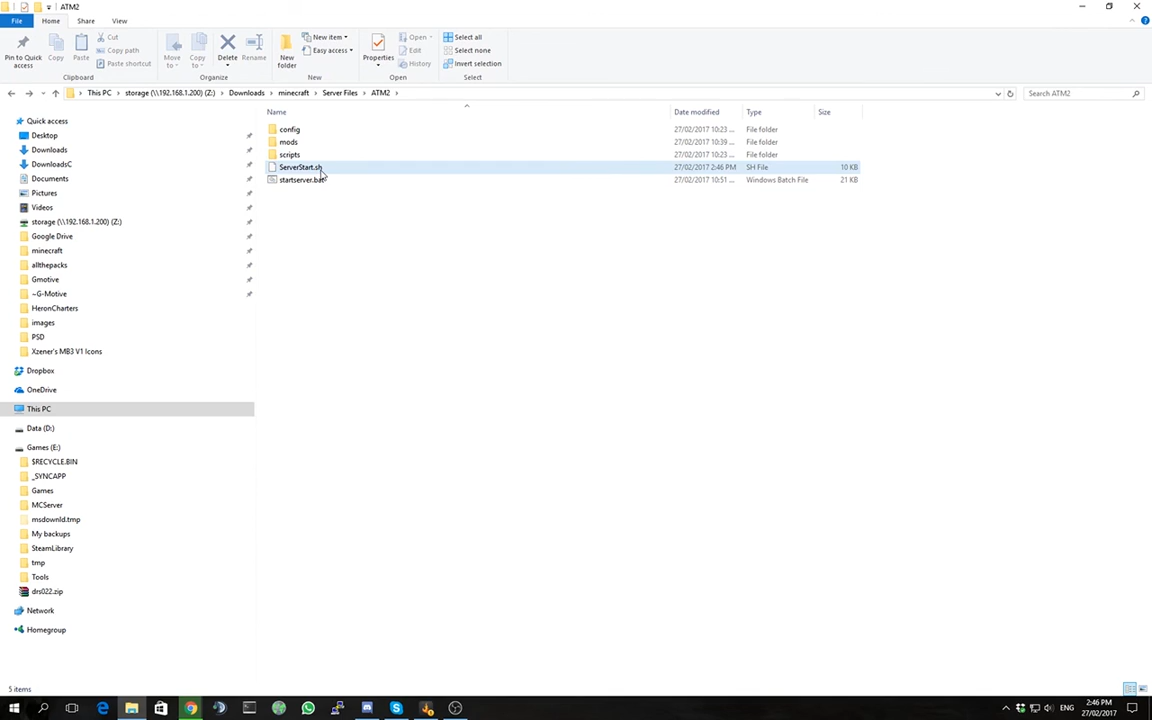 ATM2
File Home Share View
Pin to Quick access
Copy
Paste
Cut
Copy path
Paste shortcut
Clipboard
Move to
Copy to
Delete
Rename
Organize
New folder
New item
Easy access
New
Properties
Open
Edit
History
Open
Select all
Select none
Invert selection
Select
This PC storage (\\192.168.1.200) (Z:) Downloads minecraft Server Files ATM2
Search ATM2
Name Date modified Type Size
config 27/02/2017 10:23 ... File folder
mods 27/02/2017 10:39 ... File folder
scripts 27/02/2017 10:23 ... File folder
ServerStart.sh 27/02/2017 2:46 PM SH File 10 KB
startserver.bat 27/02/2017 10:51 ... Windows Batch File 21 KB
Quick access
Desktop
Downloads
DownloadsC
Documents
Pictures
Videos
storage (\\192.168.1.200) (Z:)
Google Drive
minecraft
allthepacks
Gmotive
~G-Motive
HeronCharters
images
PSD
Xzener's MB3 V1 Icons
Dropbox
OneDrive
This PC
Data (D:)
Games (E:)
$RECYCLE.BIN
_SYNCAPP
Games
MCServer
msdownld.tmp
My backups
SteamLibrary
tmp
Tools
drs022.zip
Network
Homegroup
5 items
ENG
2:46 PM
27/02/2017